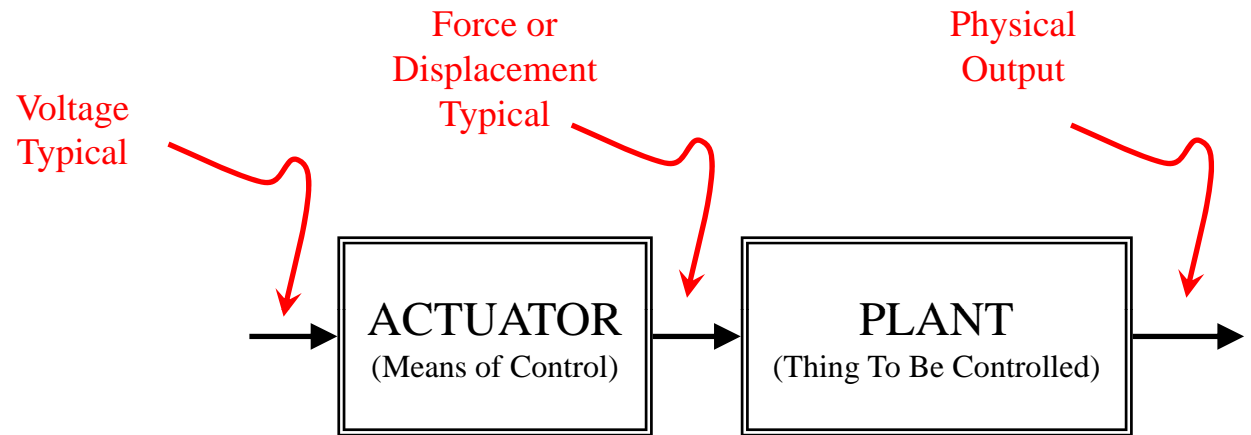 Voltage
Typical
Force or
Displacement
Typical
Physical
Output
ACTUATOR
(Means of Control)
PLANT
(Thing To Be Controlled)